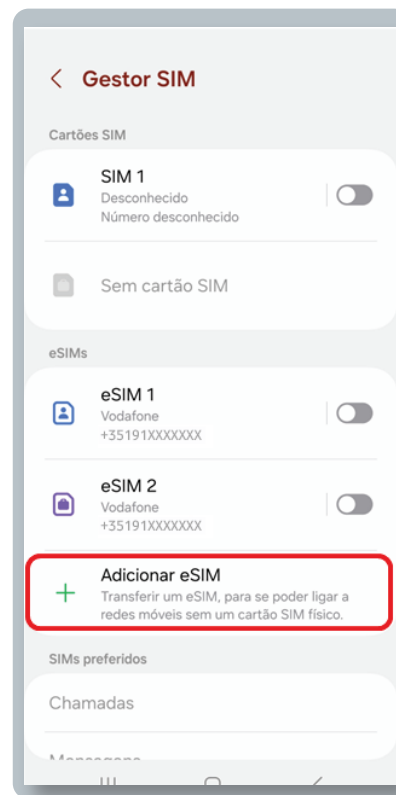 Gestor SIM
Cartões SIM
SIM 1
Desconhecido
Número desconhecido
Sem cartão SIM
eSIMs
eSIM 1
Vodafone
+35191XXXXXXX
eSIM 2
Vodafone
+35191XXXXXXX
Adicionar eSIM
Transferir um eSIM, para se poder ligar a
redes móveis sem um cartão SIM físico.
SIMs preferidos
Chamadas